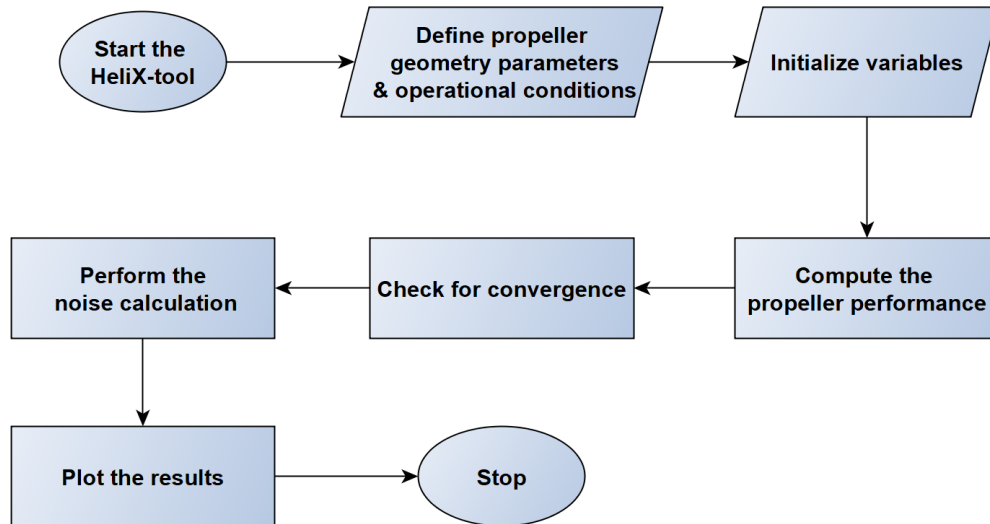 Start the
HeliX-tool
Define propeller
geometry parameters
& operational conditions
Initialize variables
Compute the
propeller performance
Check for convergence
Perform the
noise calculation
Plot the results
Stop